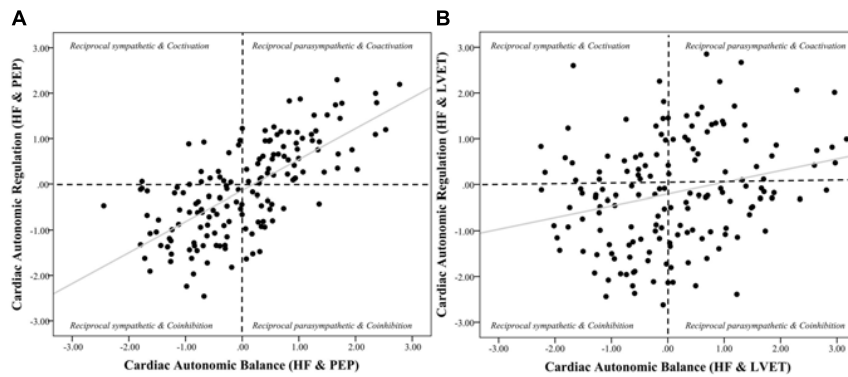 A
Reciprocal sympathetic & Coctivation
Reciprocal parasympathetic & Coactivation
3.00
2.00
1.00
.00
-1.00
-2.00
-3.00
Cardiac Autonomic Regulation (HF & PEP)
Reciprocal sympathetic & Coinhibition
Reciprocal parasympathetic & Coinhibition
-3.00 -2.00 -1.00 .00 1.00 2.00 3.00
Cardiac Autonomic Balance (HF & PEP)
B
Reciprocal sympathetic & Coctivation
Reciprocal parasympathetic & Coactivation
3.00
2.00
1.00
.00
-1.00
-2.00
-3.00
Cardiac Autonomic Regulation (HF & LVET)
Reciprocal sympathetic & Coinhibition
Reciprocal parasympathetic & Coinhibition
-3.00 -2.00 -1.00 .00 1.00 2.00 3.00
Cardiac Autonomic Balance (HF & LVET)